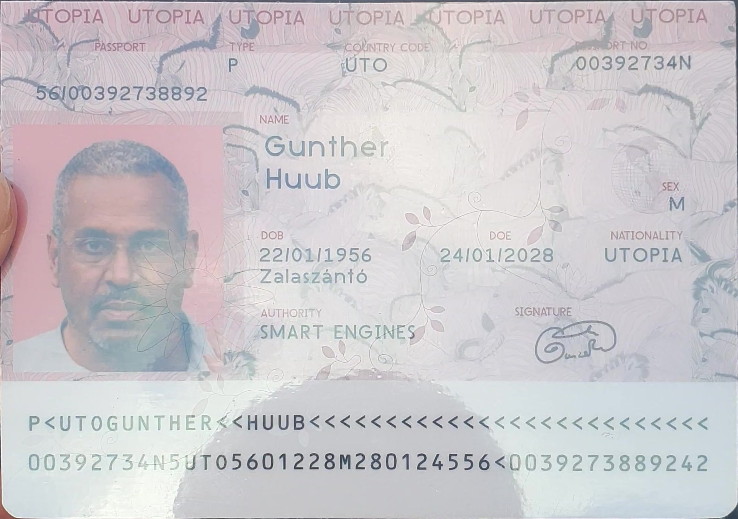 UTOPIA UTOPIA UTOPIA UTOPIA UTOPIA UTOPIA UTOPIA
PASSPORT TYPE COUNTRY CODE PASSPORT NO.
P UTO 00392734N
56/00392738892
NAME
Gunther
Huub
SEX
M
DOB DOE NATIONALITY
22/01/1956 24/01/2028 UTOPIA
Zalaszántó
AUTHORITY SIGNATURE
SMART ENGINES
P<UTOGUNTHER<<HUUB<<<<<<<<<<<<<<<<<<<<<<<<<<
00392734N5UTO5601228M280124556<0039273889242